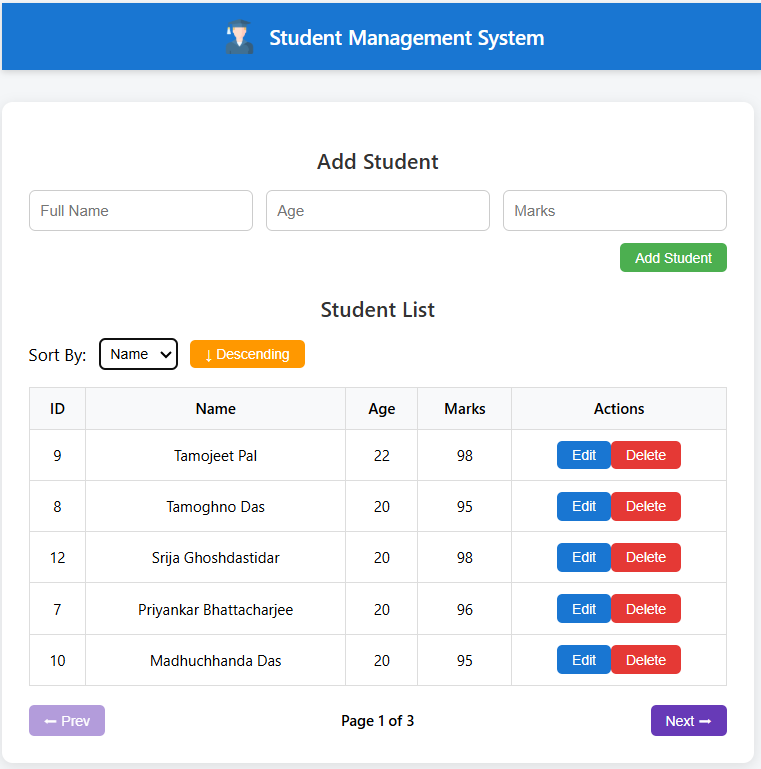 Student Management System
Add Student
Full Name Age Marks
Add Student
Student List
Sort By: Name ↓ Descending
ID Name Age Marks Actions
9 Tamojeet Pal 22 98 Edit Delete
8 Tamoghno Das 20 95 Edit Delete
12 Srija Ghoshdastidar 20 98 Edit Delete
7 Priyankar Bhattacharjee 20 96 Edit Delete
10 Madhuchhanda Das 20 95 Edit Delete
← Prev Page 1 of 3 Next →